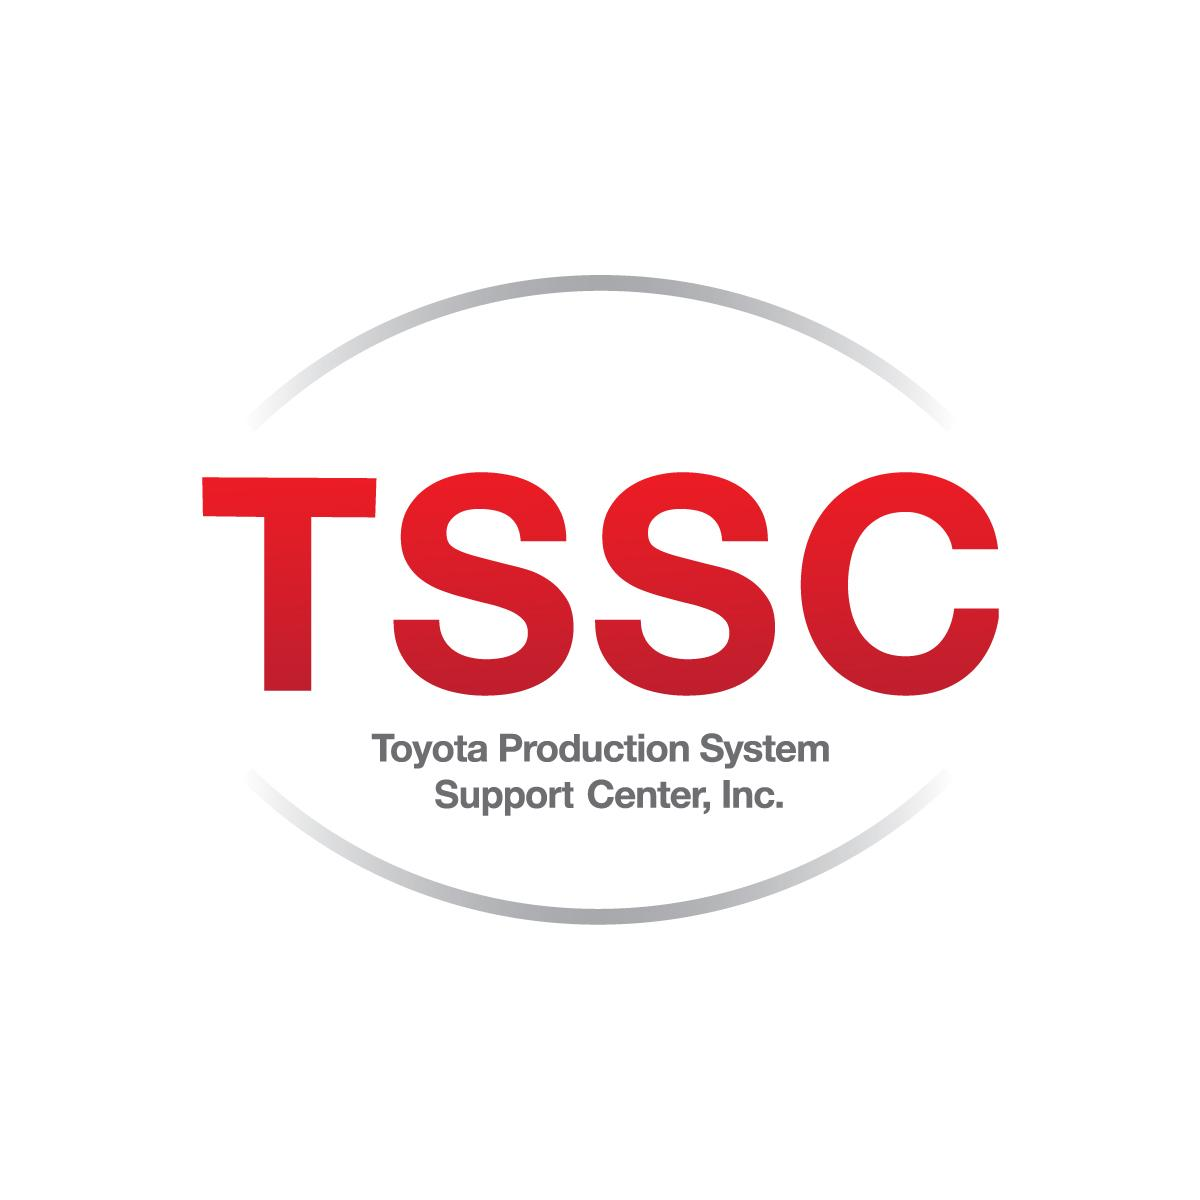 TSSC
Toyota Production System
Support Center, Inc.